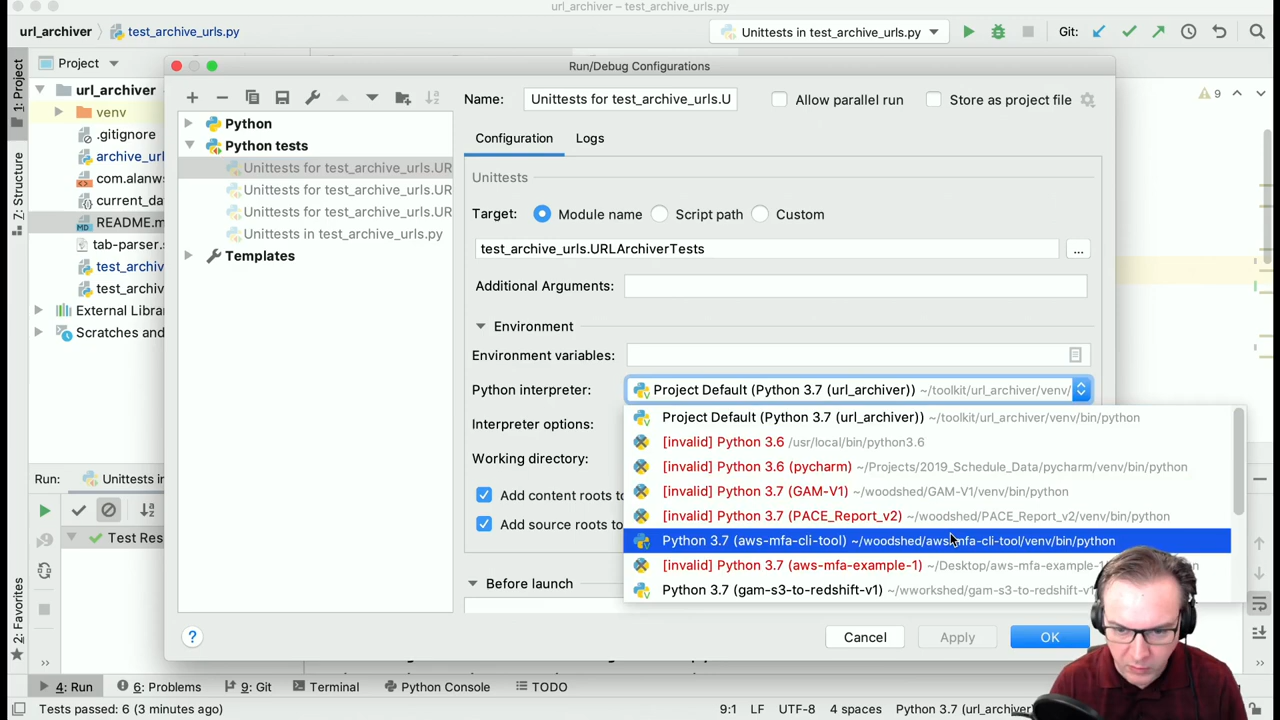 url_archiver – test_archive_urls.py
url_archiver
test_archive_urls.py
Unittests in test_archive_urls.py
Git:
1: Project
7: Structure
2: Favorites
Project
url_archiver
venv
.gitignore
archive_url
com.alanws
current_da
README.m
tab-parser.s
test_archiv
test_archiv
External Libra
Scratches and
9
Run/Debug Configurations
Python
Python tests
Unittests for test_archive_urls.UR
Unittests for test_archive_urls.UR
Unittests for test_archive_urls.UR
Unittests in test_archive_urls.py
Templates
Name: Unittests for test_archive_urls.U
Allow parallel run
Store as project file
Configuration
Logs
Unittests
Target: Module name Script path Custom
test_archive_urls.URLArchiverTests
...
Additional Arguments:
Environment
Environment variables:
Python interpreter: Project Default (Python 3.7 (url_archiver)) ~/toolkit/url_archiver/venv/
Project Default (Python 3.7 (url_archiver)) ~/toolkit/url_archiver/venv/bin/python
[invalid] Python 3.6 /usr/local/bin/python3.6
[invalid] Python 3.6 (pycharm) ~/Projects/2019_Schedule_Data/pycharm/venv/bin/python
[invalid] Python 3.7 (GAM-V1) ~/woodshed/GAM-V1/venv/bin/python
[invalid] Python 3.7 (PACE_Report_v2) ~/woodshed/PACE_Report_v2/venv/bin/python
Python 3.7 (aws-mfa-cli-tool) ~/woodshed/aws-mfa-cli-tool/venv/bin/python
[invalid] Python 3.7 (aws-mfa-example-1) ~/Desktop/aws-mfa-example-1
Python 3.7 (gam-s3-to-redshift-v1) ~/wworkshed/gam-s3-to-redshift-v1
Interpreter options:
Working directory:
Add content roots to
Add source roots to
Before launch
?
Cancel
Apply
OK
Run: Unittests in
Test Res
4: Run
6: Problems
9: Git
Terminal
Python Console
TODO
Tests passed: 6 (3 minutes ago)
9:1 LF UTF-8 4 spaces Python 3.7 (url_archiver)